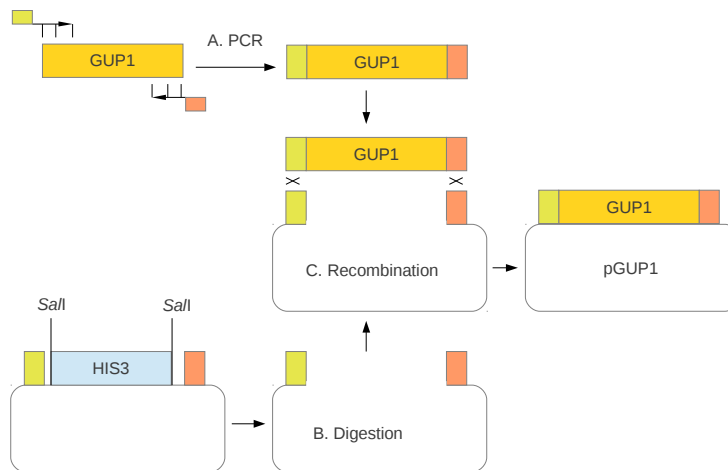 GUP1
A. PCR
GUP1
GUP1
GUP1
C. Recombination
pGUP1
SalI
SalI
HIS3
B. Digestion